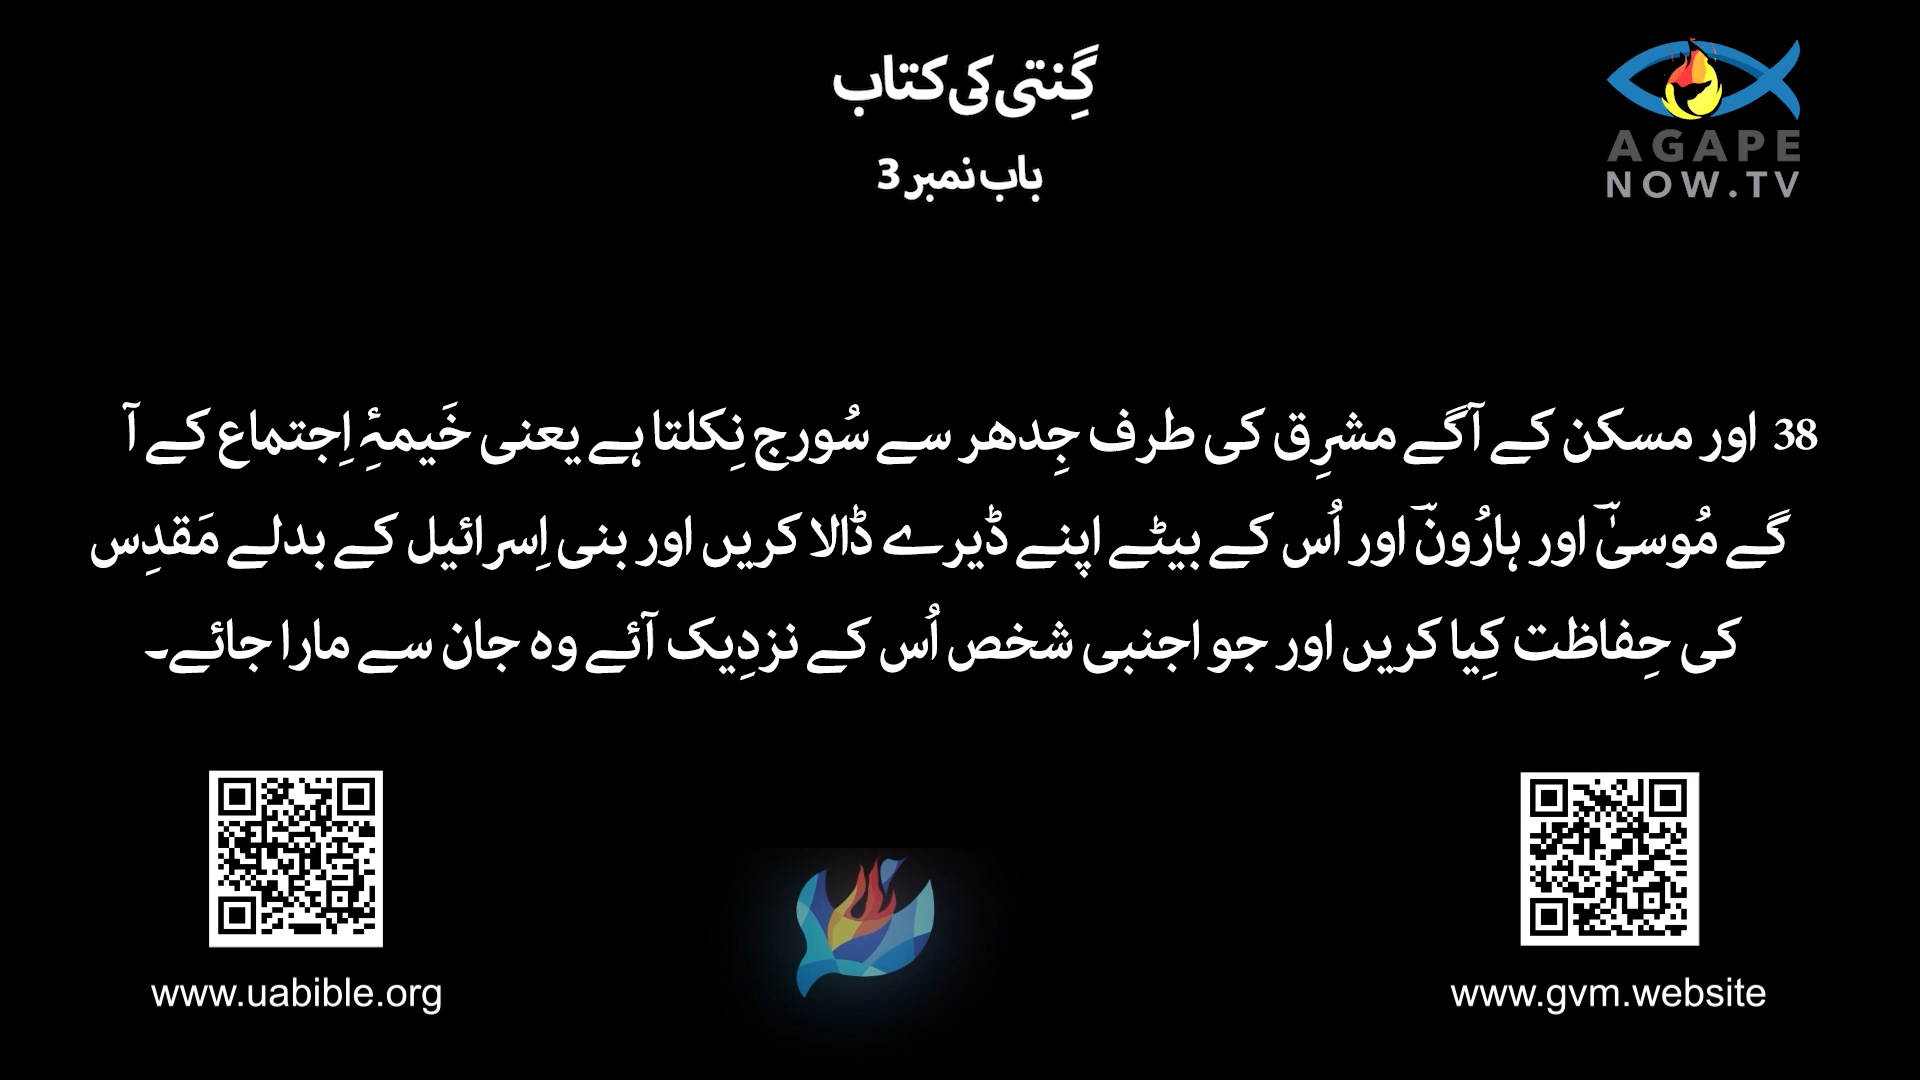 گِنتی کی کتاب
باب نمبر 3
AGAPE
NOW.TV
38 اور مسکن کے آگے مشرِق کی طرف جِدھر سے سُورج نِکلتا ہے یعنی خَیمۂِ اِجتماع کے آ
گے مُوسیٰؔ اور ہارُونؔ اور اُس کے بیٹے اپنے ڈیرے ڈالا کریں اور بنی اِسرائیل کے بدلے مَقدِس
کی حِفاظت کِیا کریں اور جو اجنبی شخص اُس کے نزدِیک آئے وہ جان سے مارا جائے۔
www.uabible.org
www.gvm.website